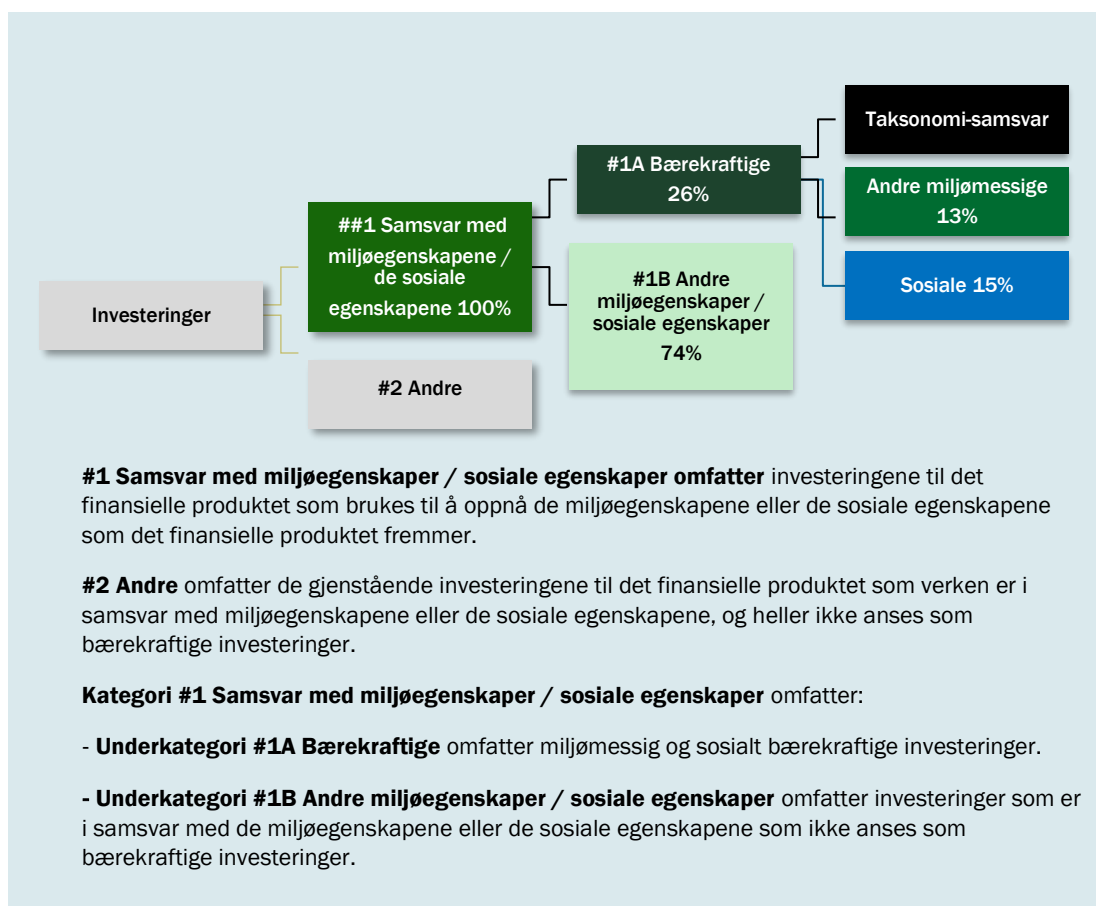 Investeringer
##1 Samsvar med
miljøegenskapene /
de sosiale
egenskapene 100%
#2 Andre
#1A Bærekraftige
26%
#1B Andre
miljøegenskaper /
sosiale egenskaper
74%
Taksonomi-samsvar
Andre miljømessige
13%
Sosiale 15%
#1 Samsvar med miljøegenskaper / sosiale egenskaper omfatter investeringene til det
finansielle produktet som brukes til å oppnå de miljøegenskapene eller de sosiale egenskapene
som det finansielle produktet fremmer.
#2 Andre omfatter de gjenstående investeringene til det finansielle produktet som verken er i
samsvar med miljøegenskapene eller de sosiale egenskapene, og heller ikke anses som
bærekraftige investeringer.
Kategori #1 Samsvar med miljøegenskaper / sosiale egenskaper omfatter:
- Underkategori #1A Bærekraftige omfatter miljømessig og sosialt bærekraftige investeringer.
- Underkategori #1B Andre miljøegenskaper / sosiale egenskaper omfatter investeringer som er
i samsvar med de miljøegenskapene eller de sosiale egenskapene som ikke anses som
bærekraftige investeringer.